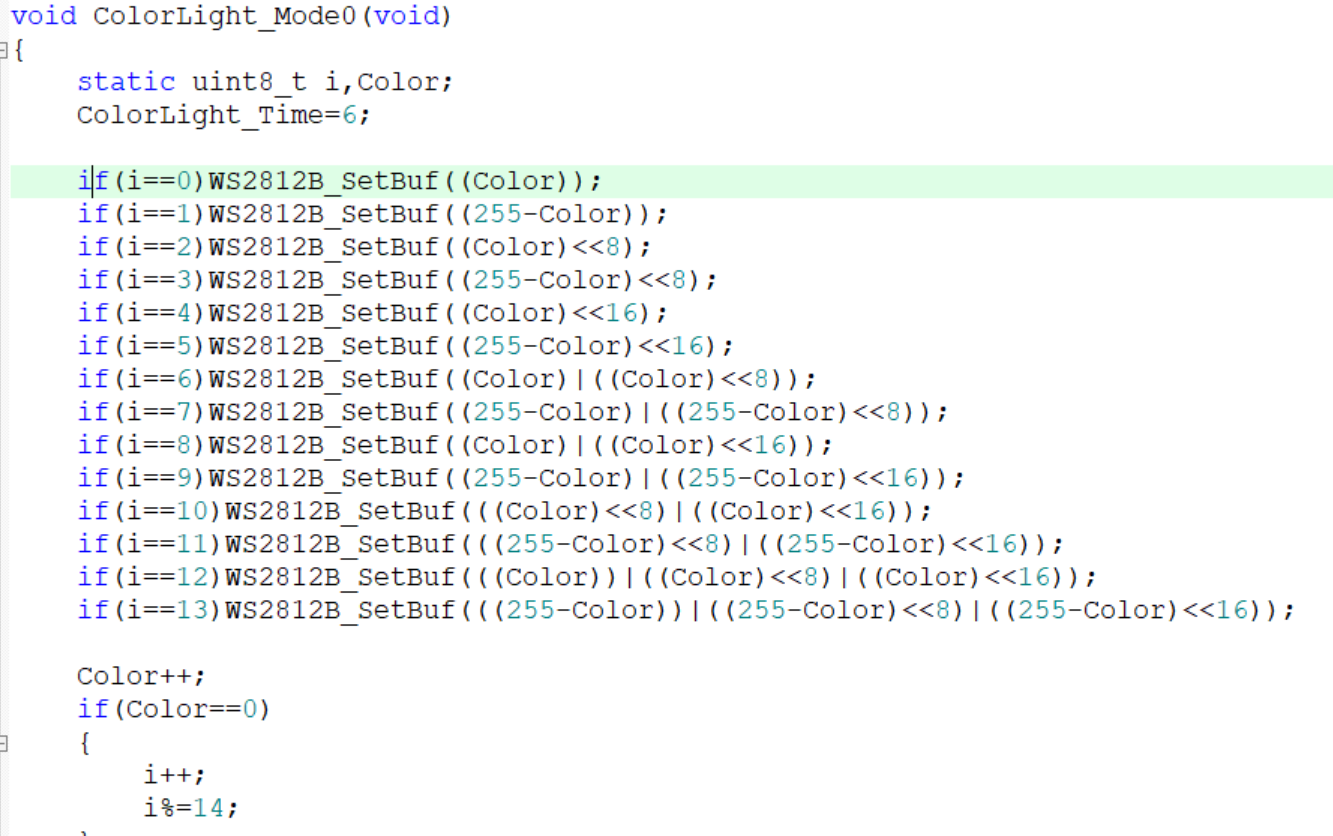 void ColorLight_Mode0(void)
{
    static uint8_t i,Color;
    ColorLight_Time=6;
    if(i==0)WS2812B_SetBuf((Color));
    if(i==1)WS2812B_SetBuf((255-Color));
    if(i==2)WS2812B_SetBuf((Color)<<8);
    if(i==3)WS2812B_SetBuf((255-Color)<<8);
    if(i==4)WS2812B_SetBuf((Color)<<16);
    if(i==5)WS2812B_SetBuf((255-Color)<<16);
    if(i==6)WS2812B_SetBuf((Color)|((Color)<<8));
    if(i==7)WS2812B_SetBuf((255-Color)|((255-Color)<<8));
    if(i==8)WS2812B_SetBuf((Color)|((Color)<<16));
    if(i==9)WS2812B_SetBuf((255-Color)|((255-Color)<<16));
    if(i==10)WS2812B_SetBuf(((Color)<<8)|((Color)<<16));
    if(i==11)WS2812B_SetBuf(((255-Color)<<8)|((255-Color)<<16));
    if(i==12)WS2812B_SetBuf(((Color))|((Color)<<8)|((Color)<<16));
    if(i==13)WS2812B_SetBuf(((255-Color))|((255-Color)<<8)|((255-Color)<<16));
    Color++;
    if(Color==0)
    {
        i++;
        i%=14;